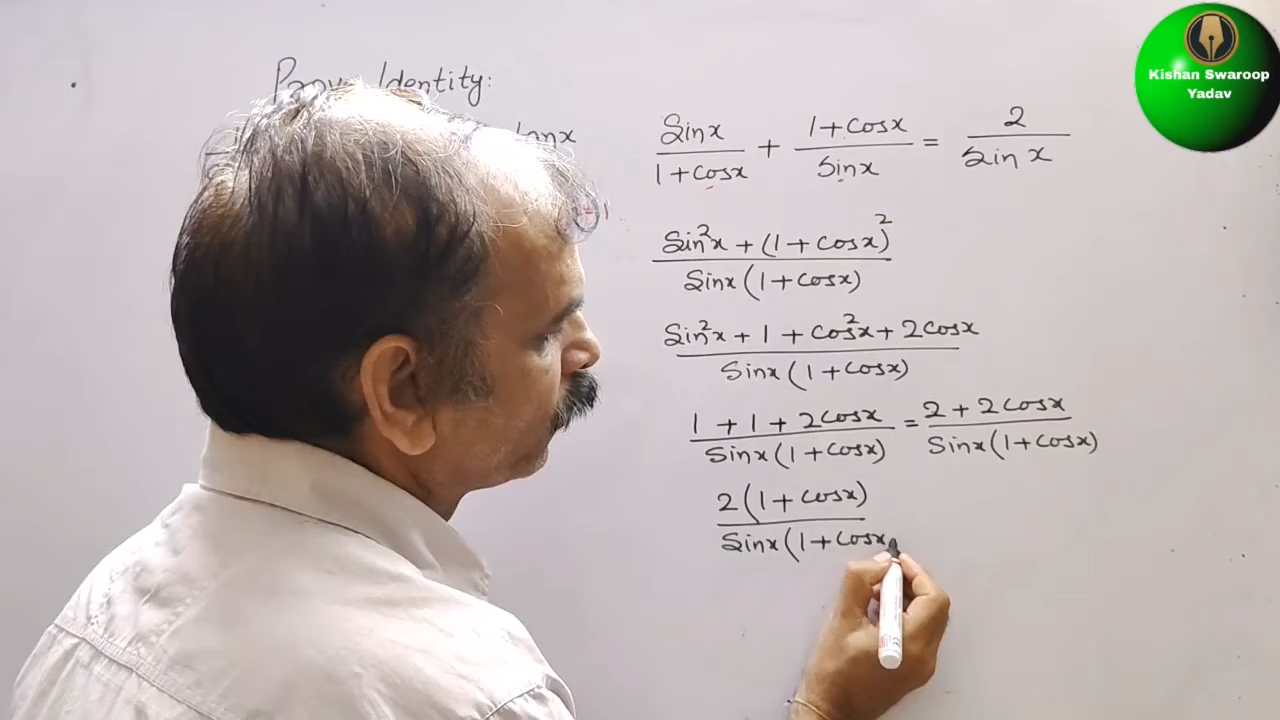 Prove Identity:
tanx
sinx/(1+cosx) + (1+cosx)/sinx = 2/sinx
(sin²x + (1+cosx)²)/(sinx(1+cosx))
(sin²x + 1 + cos²x + 2cosx)/(sinx(1+cosx))
(1 + 1 + 2cosx)/(sinx(1+cosx)) = (2 + 2cosx)/(sinx(1+cosx))
2(1+cosx)/(sinx(1+cosx
Kishan Swaroop
Yadav